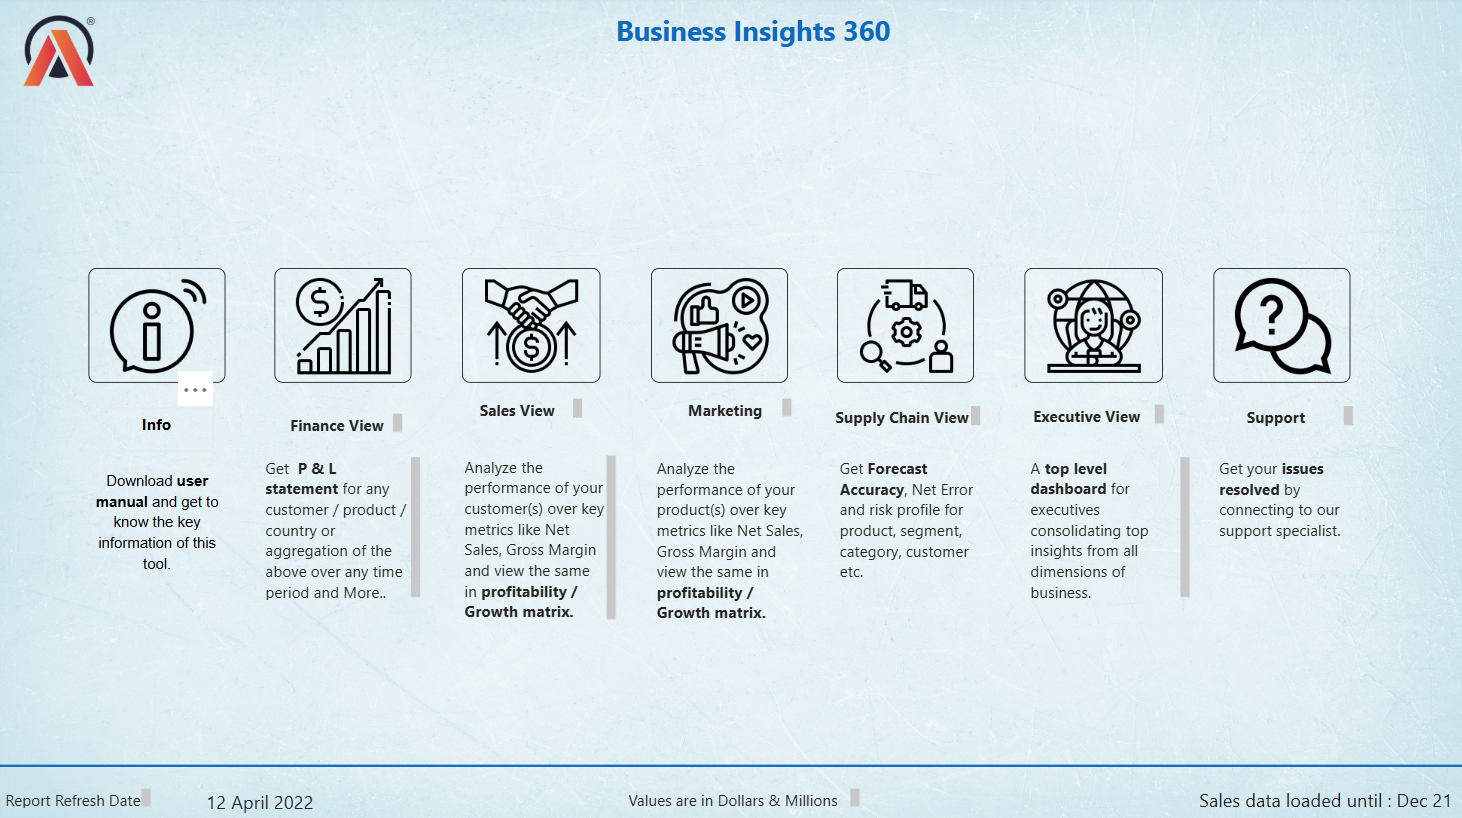 ®
Business Insights 360
Info
Download user
manual and get to
know the key
information of this
tool.
Finance View
Get P & L
statement for any
customer / product /
country or
aggregation of the
above over any time
period and More..
Sales View
Analyze the
performance of your
customer(s) over key
metrics like Net
Sales, Gross Margin
and view the same
in profitability /
Growth matrix.
Marketing
Analyze the
performance of your
product(s) over key
metrics like Net Sales,
Gross Margin and
view the same in
profitability /
Growth matrix.
Supply Chain View
Get Forecast
Accuracy, Net Error
and risk profile for
product, segment,
category, customer
etc.
Executive View
A top level
dashboard for
executives
consolidating top
insights from all
dimensions of
business.
Support
Get your issues
resolved by
connecting to our
support specialist.
Report Refresh Date
12 April 2022
Values are in Dollars & Millions
Sales data loaded until : Dec 21